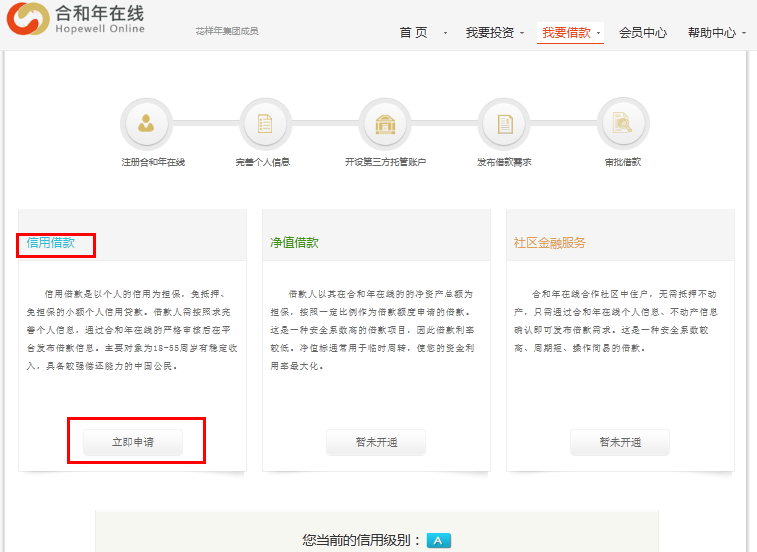 合和年在线
Hopewell Online
花样年集团成员
首 页
我要投资
我要借款
会员中心
帮助中心
注册合和年在线
完善个人信息
开设第三方托管账户
发布借款需求
审批借款
信用借款
信用借款是以个人的信用为担保，免抵押、
免担保的小额个人信用贷款。借款人需按照求完
善个人信息，通过合和年在线的严格审核后在平
台发布借款信息。主要对象为18-55周岁有稳定收
入，具备较强偿还能力的中国公民。
立即申请
净值借款
借款人以其在合和年在线的的净资产总额为
担保，按照一定比例作为借款额度申请的借款。
这是一种安全系数高的借款项目，因此借款利率
较低。净值标通常用于临时周转，使您的资金利
用率最大化。
暂未开通
社区金融服务
合和年在线合作社区中住户，无需抵押不动
产，只需通过合和年在线个人信息、不动产信息
确认即可发布借款需求。这是一种安全系数较
高、周期短、操作简易的借款。
暂未开通
您当前的信用级别： A